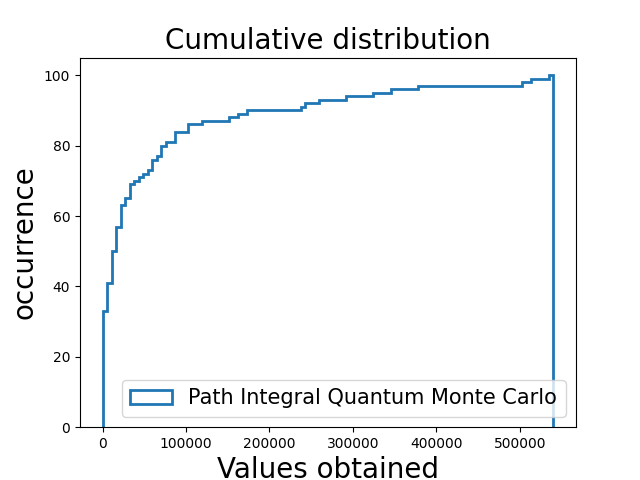 Cumulative distribution
occurrence
100
80
60
40
20
0
Path Integral Quantum Monte Carlo
0 100000 200000 300000 400000 500000
Values obtained